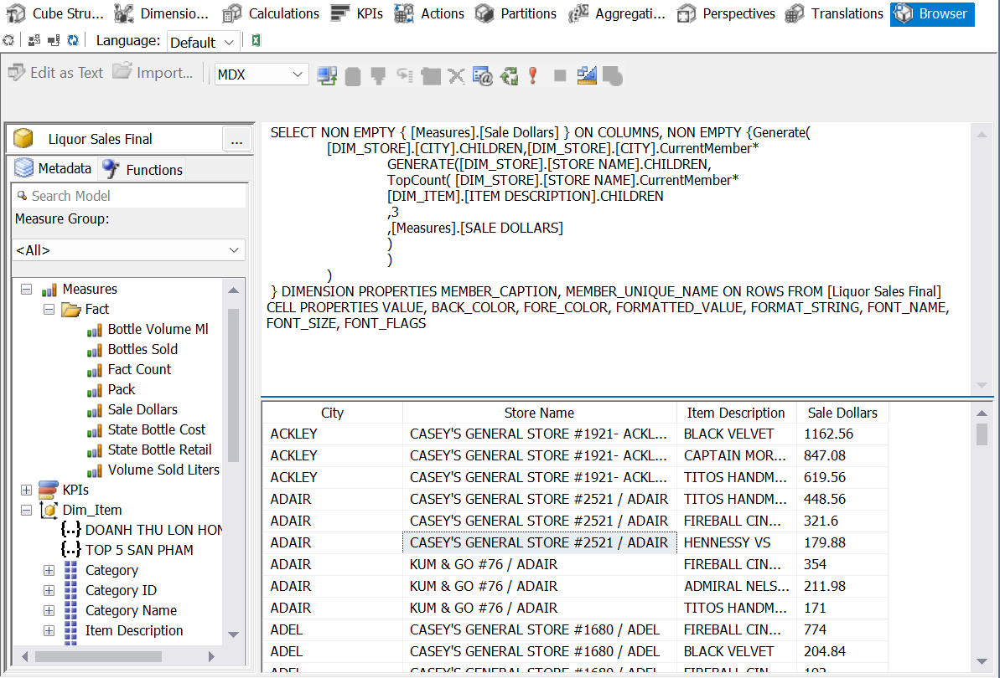 Cube Stru... Dimensio... Calculations KPIs Actions Partitions Aggregati... Perspectives Translations Browser
Language: Default
Edit as Text Import... MDX
Liquor Sales Final ...
Metadata Functions
Search Model
Measure Group:
<All>
Measures
Fact
Bottle Volume Ml
Bottles Sold
Fact Count
Pack
Sale Dollars
State Bottle Cost
State Bottle Retail
Volume Sold Liters
KPIs
Dim_Item
DOANH THU LON HON
TOP 5 SAN PHAM
Category
Category ID
Category Name
Item Description
SELECT NON EMPTY { [Measures].[Sale Dollars] } ON COLUMNS, NON EMPTY {Generate(
[DIM_STORE].[CITY].CHILDREN,[DIM_STORE].[CITY].CurrentMember*
GENERATE([DIM_STORE].[STORE NAME].CHILDREN,
TopCount( [DIM_STORE].[STORE NAME].CurrentMember*
[DIM_ITEM].[ITEM DESCRIPTION].CHILDREN
,3
,[Measures].[SALE DOLLARS]
)
)
)
} DIMENSION PROPERTIES MEMBER_CAPTION, MEMBER_UNIQUE_NAME ON ROWS FROM [Liquor Sales Final]
CELL PROPERTIES VALUE, BACK_COLOR, FORE_COLOR, FORMATTED_VALUE, FORMAT_STRING, FONT_NAME,
FONT_SIZE, FONT_FLAGS
City Store Name Item Description Sale Dollars
ACKLEY CASEY'S GENERAL STORE #1921- ACKL... BLACK VELVET 1162.56
ACKLEY CASEY'S GENERAL STORE #1921- ACKL... CAPTAIN MOR... 847.08
ACKLEY CASEY'S GENERAL STORE #1921- ACKL... TITOS HANDM... 619.56
ADAIR CASEY'S GENERAL STORE #2521 / ADAIR TITOS HANDM... 448.56
ADAIR CASEY'S GENERAL STORE #2521 / ADAIR FIREBALL CIN... 321.6
ADAIR CASEY'S GENERAL STORE #2521 / ADAIR HENNESSY VS 179.88
ADAIR KUM & GO #76 / ADAIR FIREBALL CIN... 354
ADAIR KUM & GO #76 / ADAIR ADMIRAL NELS... 211.98
ADAIR KUM & GO #76 / ADAIR TITOS HANDM... 171
ADEL CASEY'S GENERAL STORE #1680 / ADEL FIREBALL CIN... 774
ADEL CASEY'S GENERAL STORE #1680 / ADEL BLACK VELVET 204.84
ADEL CASEY'S GENERAL STORE #1680 / ADEL FIREBALL CIN...